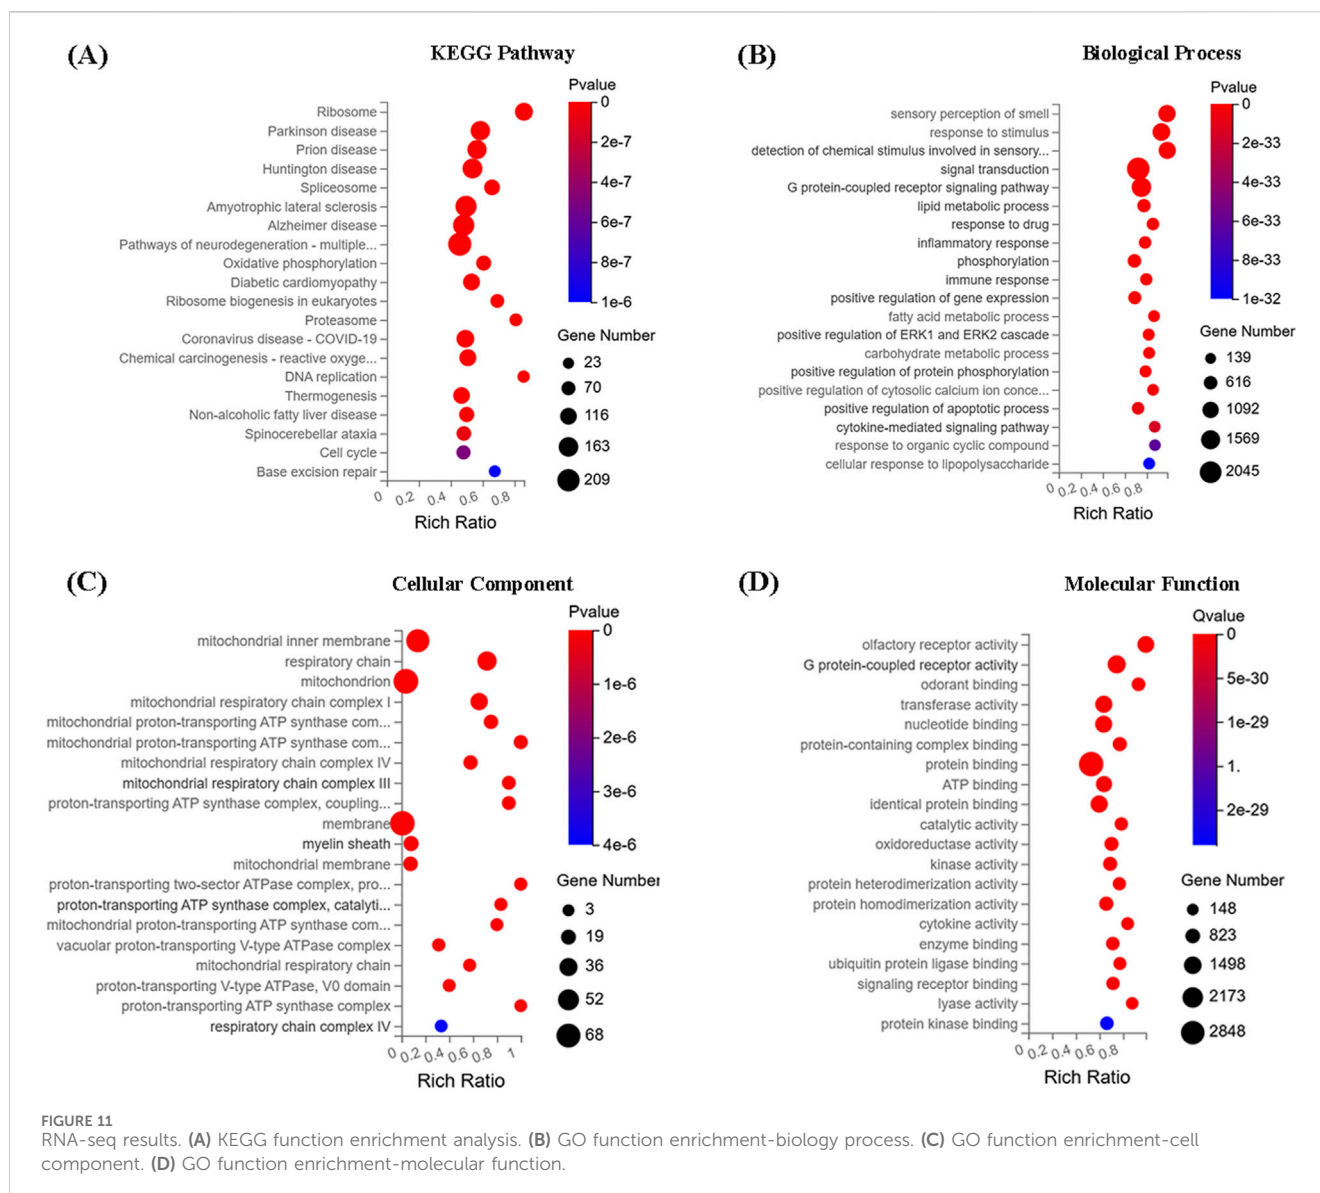 (A)
KEGG Pathway
Pvalue
0
2e-7
4e-7
6e-7
8e-7
1e-6
Ribosome
Parkinson disease
Prion disease
Huntington disease
Spliceosome
Amyotrophic lateral sclerosis
Alzheimer disease
Pathways of neurodegeneration - multiple...
Oxidative phosphorylation
Diabetic cardiomyopathy
Ribosome biogenesis in eukaryotes
Proteasome
Coronavirus disease - COVID-19
Chemical carcinogenesis - reactive oxyge...
DNA replication
Thermogenesis
Non-alcoholic fatty liver disease
Spinocerebellar ataxia
Cell cycle
Base excision repair
Gene Number
23
70
116
163
209
0 0.2 0.4 0.6 0.8
Rich Ratio
(B)
Biological Process
Pvalue
0
2e-33
4e-33
6e-33
8e-33
1e-32
sensory perception of smell
response to stimulus
detection of chemical stimulus involved in sensory...
signal transduction
G protein-coupled receptor signaling pathway
lipid metabolic process
response to drug
inflammatory response
phosphorylation
immune response
positive regulation of gene expression
fatty acid metabolic process
positive regulation of ERK1 and ERK2 cascade
carbohydrate metabolic process
positive regulation of protein phosphorylation
positive regulation of cytosolic calcium ion conce...
positive regulation of apoptotic process
cytokine-mediated signaling pathway
response to organic cyclic compound
cellular response to lipopolysaccharide
Gene Number
139
616
1092
1569
2045
0 0.2 0.4 0.6 0.8
Rich Ratio
(C)
Cellular Component
Pvalue
0
1e-6
2e-6
3e-6
4e-6
mitochondrial inner membrane
respiratory chain
mitochondrion
mitochondrial respiratory chain complex I
mitochondrial proton-transporting ATP synthase com...
mitochondrial proton-transporting ATP synthase com...
mitochondrial respiratory chain complex IV
mitochondrial respiratory chain complex III
proton-transporting ATP synthase complex, coupling...
membrane
myelin sheath
mitochondrial membrane
proton-transporting two-sector ATPase complex, pro...
proton-transporting ATP synthase complex, catalyti...
mitochondrial proton-transporting ATP synthase com...
vacuolar proton-transporting V-type ATPase complex
mitochondrial respiratory chain
proton-transporting V-type ATPase, V0 domain
proton-transporting ATP synthase complex
respiratory chain complex IV
Gene Number
3
19
36
52
68
0 0.2 0.4 0.6 0.8 1
Rich Ratio
(D)
Molecular Function
Qvalue
0
5e-30
1e-29
1.
2e-29
olfactory receptor activity
G protein-coupled receptor activity
odorant binding
transferase activity
nucleotide binding
protein-containing complex binding
protein binding
ATP binding
identical protein binding
catalytic activity
oxidoreductase activity
kinase activity
protein heterodimerization activity
protein homodimerization activity
cytokine activity
enzyme binding
ubiquitin protein ligase binding
signaling receptor binding
lyase activity
protein kinase binding
Gene Number
148
823
1498
2173
2848
0 0.2 0.4 0.6 0.8
Rich Ratio
FIGURE 11
RNA-seq results. (A) KEGG function enrichment analysis. (B) GO function enrichment-biology process. (C) GO function enrichment-cell
component. (D) GO function enrichment-molecular function.